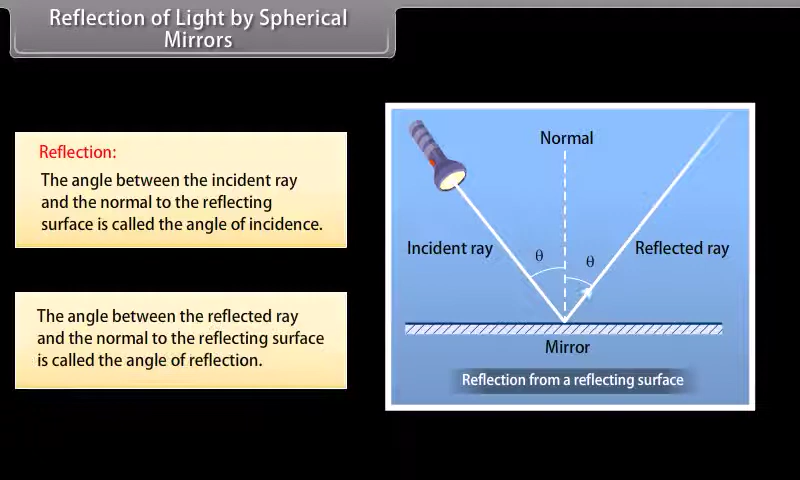 Reflection of Light by Spherical
Mirrors
Reflection:
The angle between the incident ray
and the normal to the reflecting
surface is called the angle of incidence.
The angle between the reflected ray
and the normal to the reflecting surface
is called the angle of reflection.
Normal
Incident ray
θ
θ
Reflected ray
Mirror
Reflection from a reflecting surface